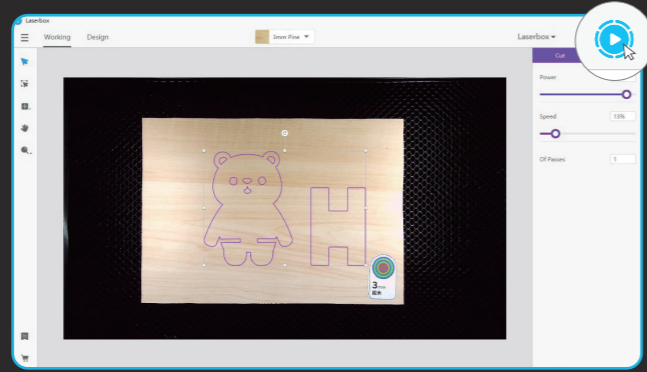 Laserbox
Working Design 3mm Pine Laserbox
Cut
Power
Speed 13%
Of Passes 1
H
3mm